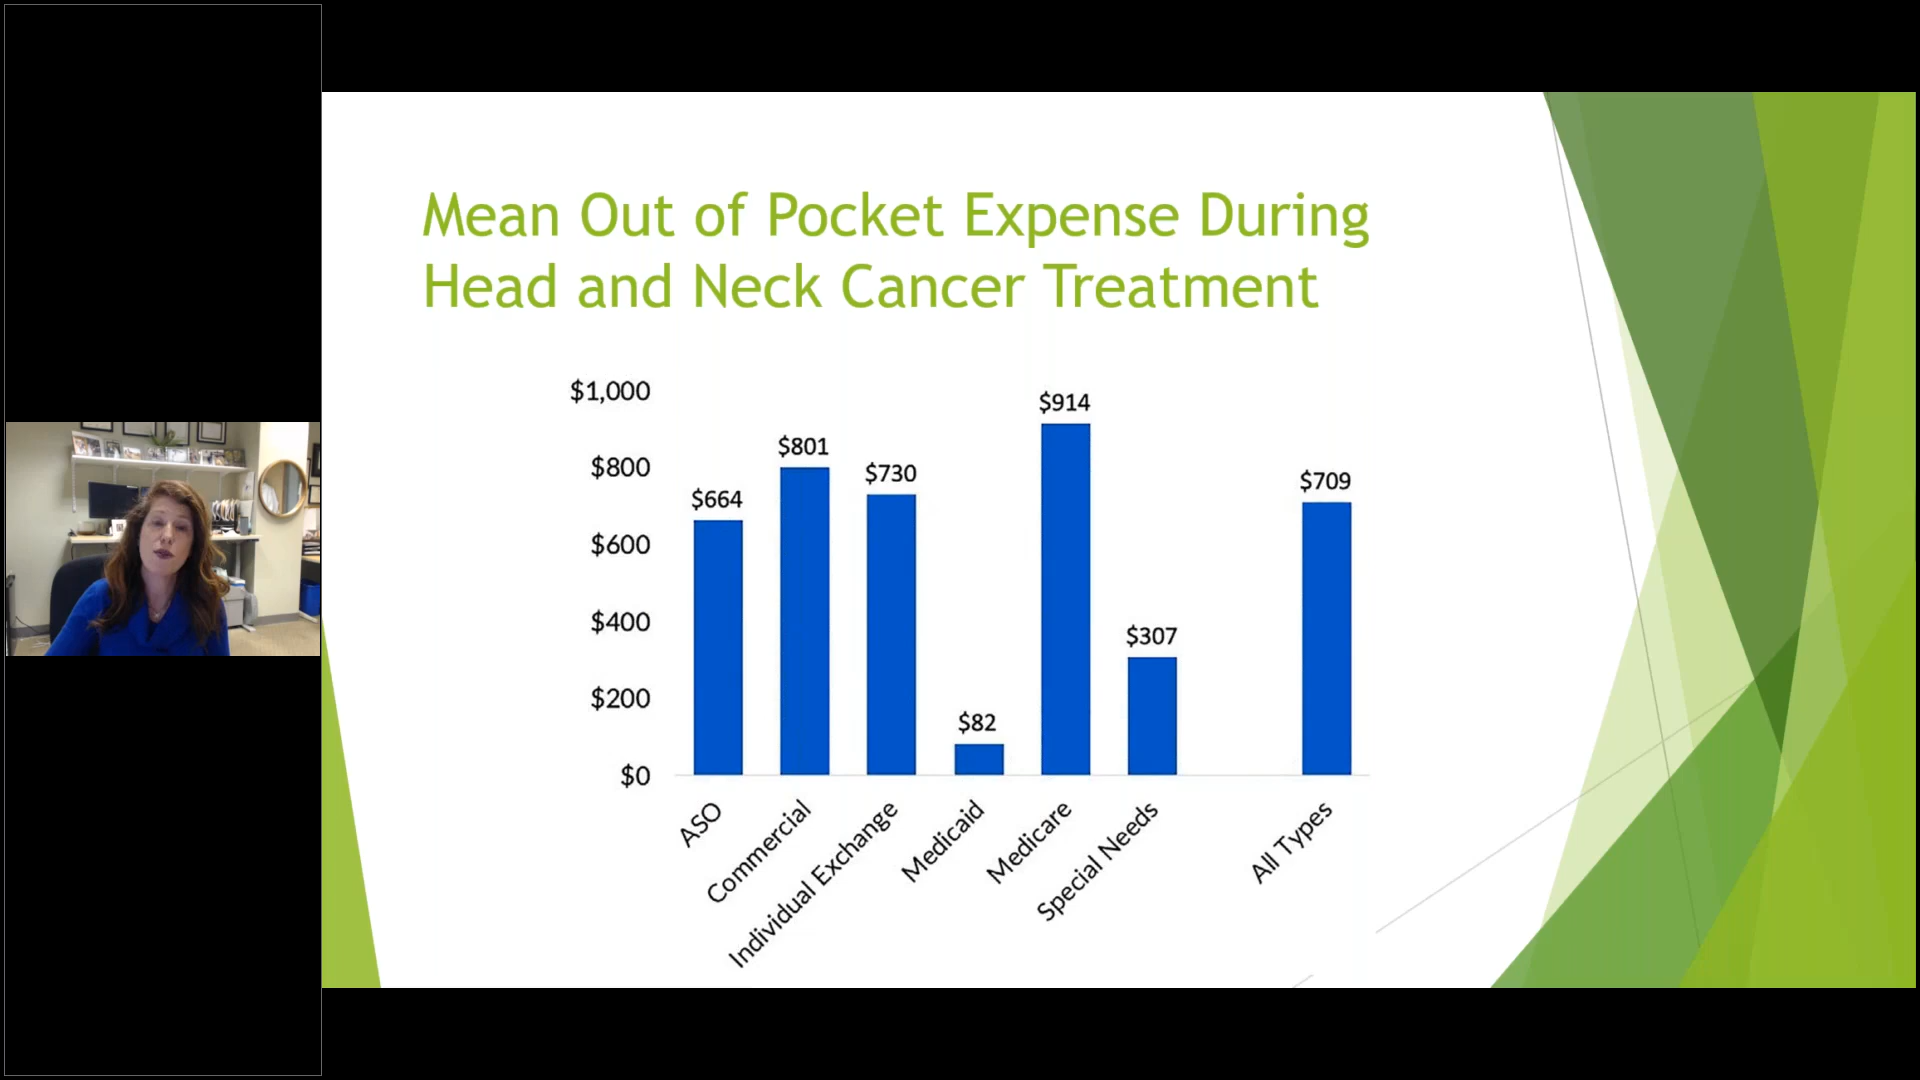 Mean Out of Pocket Expense During
Head and Neck Cancer Treatment
$1,000
$800
$600
$400
$200
$0
$664
$801
$730
$82
$914
$307
$709
ASO
Commercial
Individual Exchange
Medicaid
Medicare
Special Needs
All Types